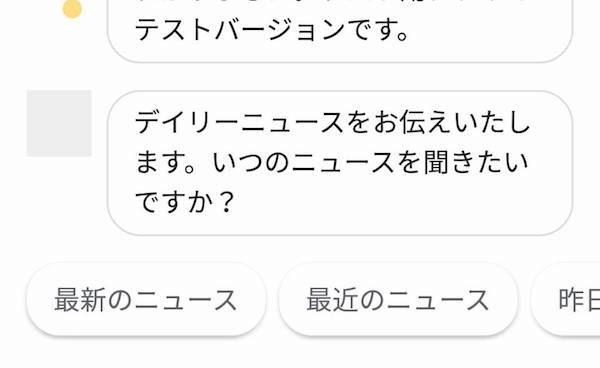 テストバージョンです。
デイリーニュースをお伝えいたし
ます。いつのニュースを聞きたい
ですか？
最新のニュース
最近のニュース
昨日